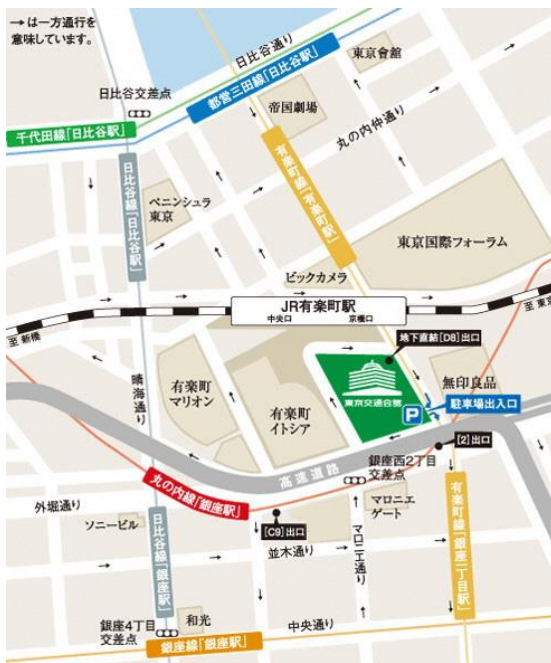 →は一方通行を
意味しています。
日比谷通り
東京會舘
日比谷交差点
都営三田線「日比谷駅」
千代田線「日比谷駅」
帝国劇場
丸の内仲通り
有楽町線「有楽町駅」
日比谷線「日比谷駅」
ペニンシュラ
東京
東京国際フォーラム
ビックカメラ
JR有楽町駅
中央口
京橋口
至新橋
至東京
地下直結[D8]出口
晴海通り
有楽町
マリオン
有楽町
イトシア
東京交通会館
無印良品
P
駐車場出入口
[2]出口
高速道路
銀座西2丁目
交差点
丸の内線「銀座駅」
外堀通り
マロニエ
ゲート
ソニービル
[C9]出口
並木通り
マロニエ通り
有楽町線「銀座一丁目駅」
日比谷線「銀座駅」
和光
銀座4丁目
交差点
中央通り
銀座線「銀座駅」